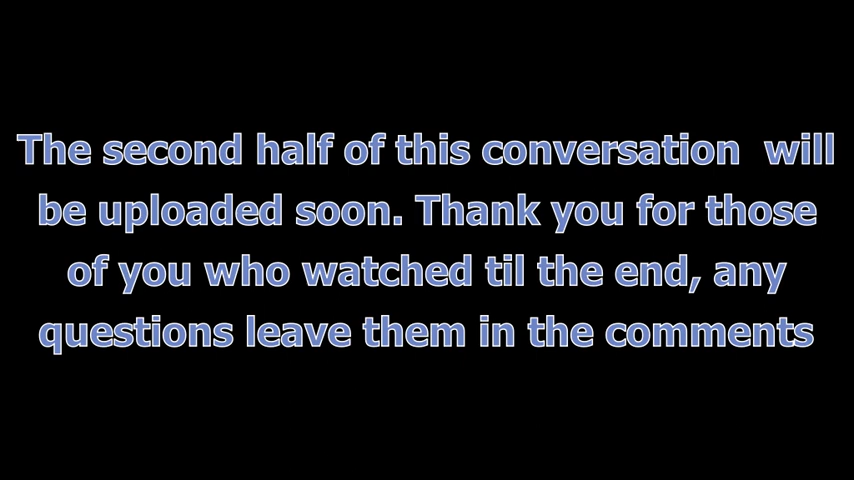 The second half of this conversation  will
be uploaded soon. Thank you for those
of you who watched til the end, any
questions leave them in the comments